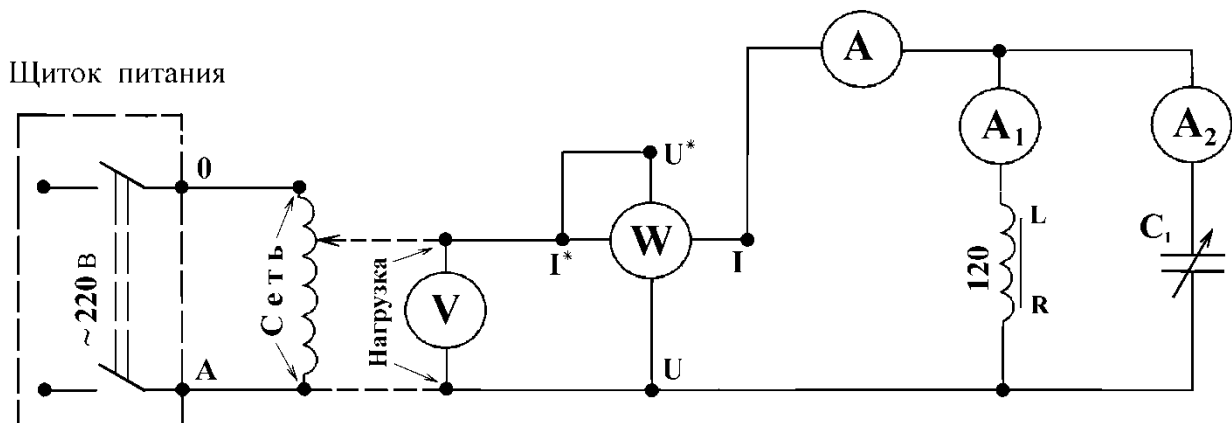 Щиток питания
~220 В
0
A
Сеть
Нагрузка
V
U*
I*
W
I
U
A
A₁
L
120
R
A₂
C₁